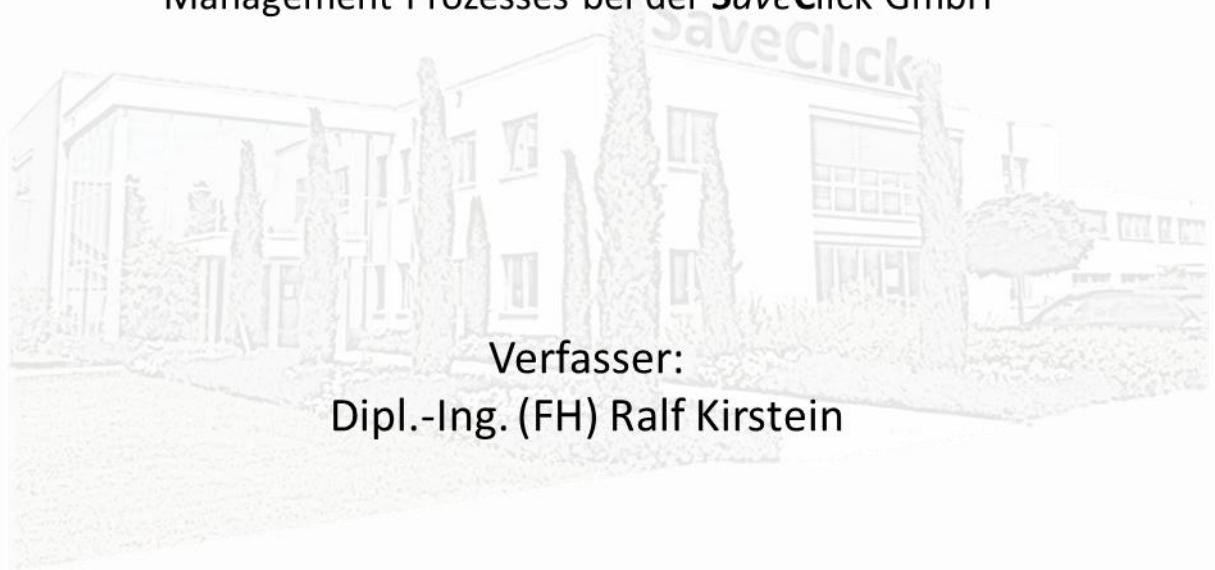 Management-Prozesses bei der SaveClick GmbH
SaveClick
Verfasser:
Dipl.-Ing. (FH) Ralf Kirstein